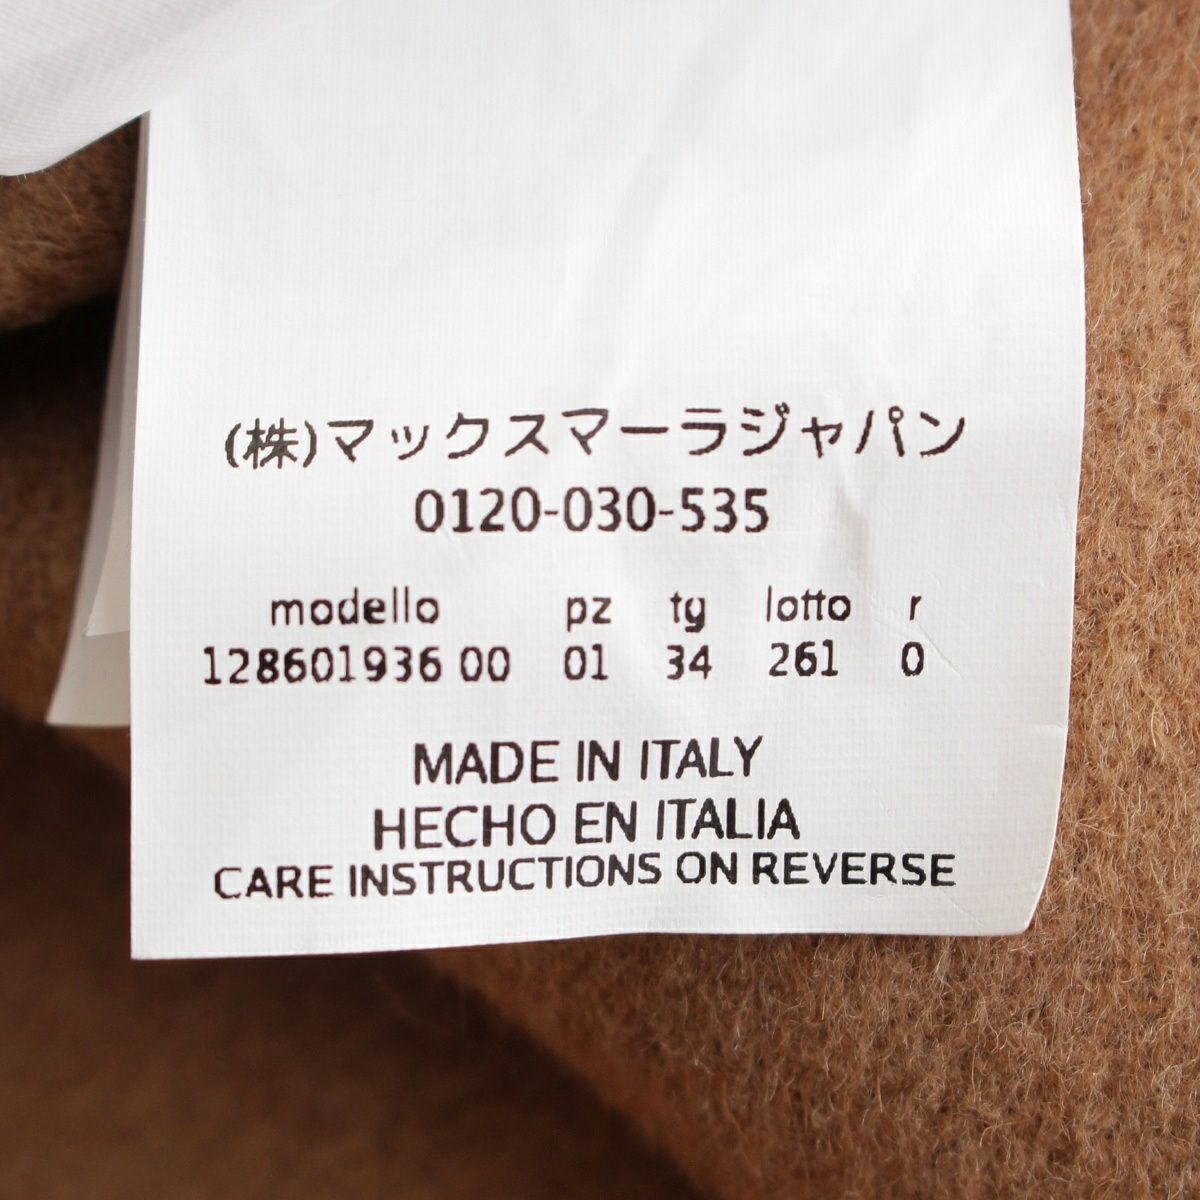 (株)マックスマーラジャパン
0120-030-535
modello pz tg lotto r
128601936 00 01 34 261 0
MADE IN ITALY
HECHO EN ITALIA
CARE INSTRUCTIONS ON REVERSE